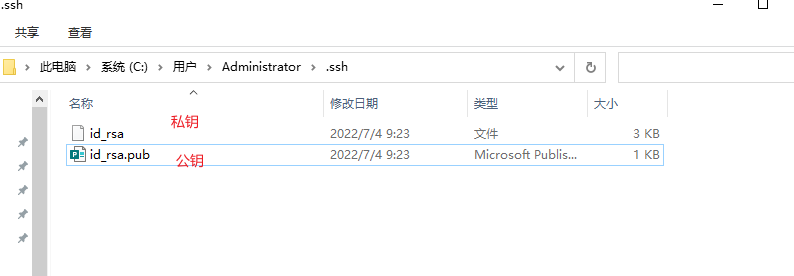 .ssh
共享 查看
此电脑 系统 (C:) 用户 Administrator .ssh
名称 修改日期 类型 大小
私钥
id_rsa 2022/7/4 9:23 文件 3 KB
id_rsa.pub 公钥 2022/7/4 9:23 Microsoft Publis... 1 KB